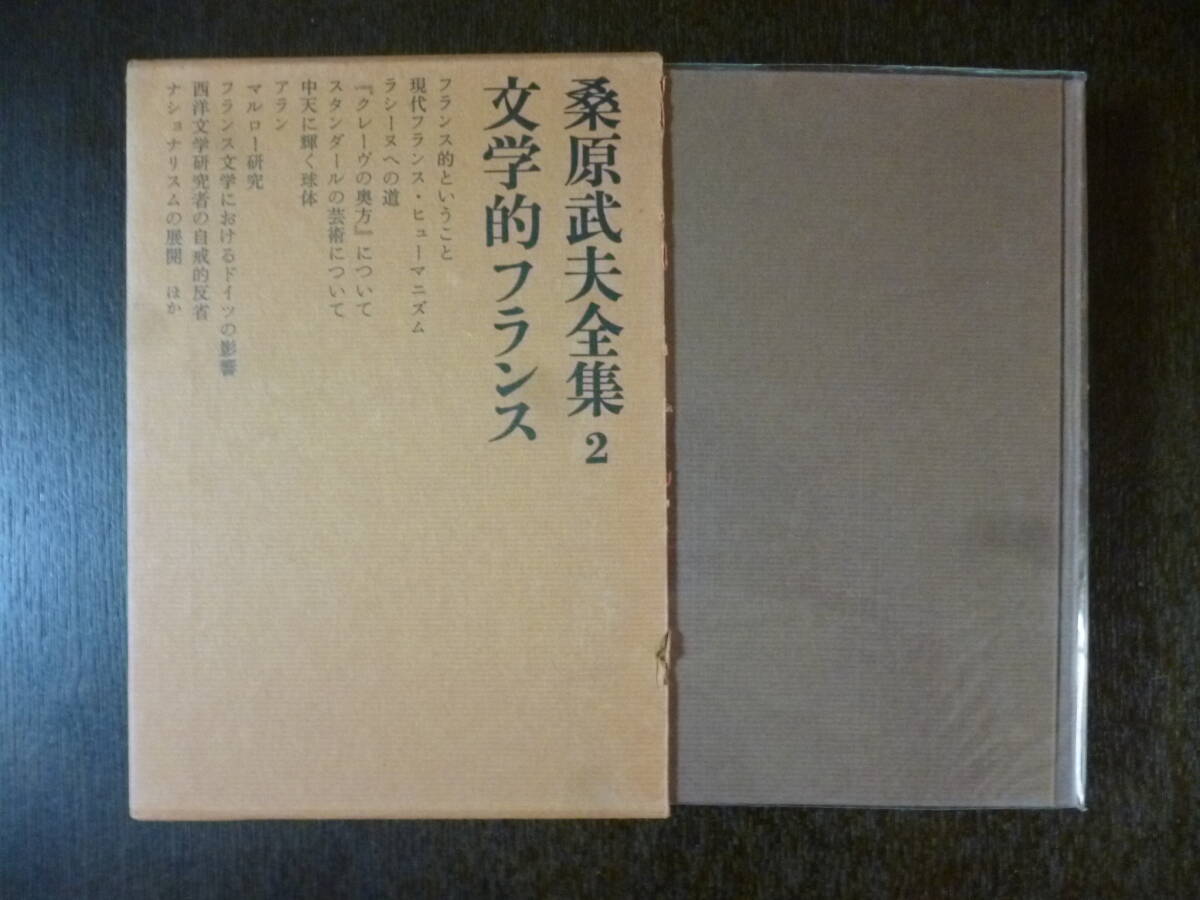 桑原武夫全集 2
文学的フランス
フランス的ということ
現代フランス・ヒューマニズム
ラシーヌへの道
『クレーヴの奥方』について
スタンダールの芸術について
中天に輝く球体
アラン
マルロー研究
フランス文学におけるドイツの影響
西洋文学研究者の自戒的反省
ナショナリスムの展開 ほか